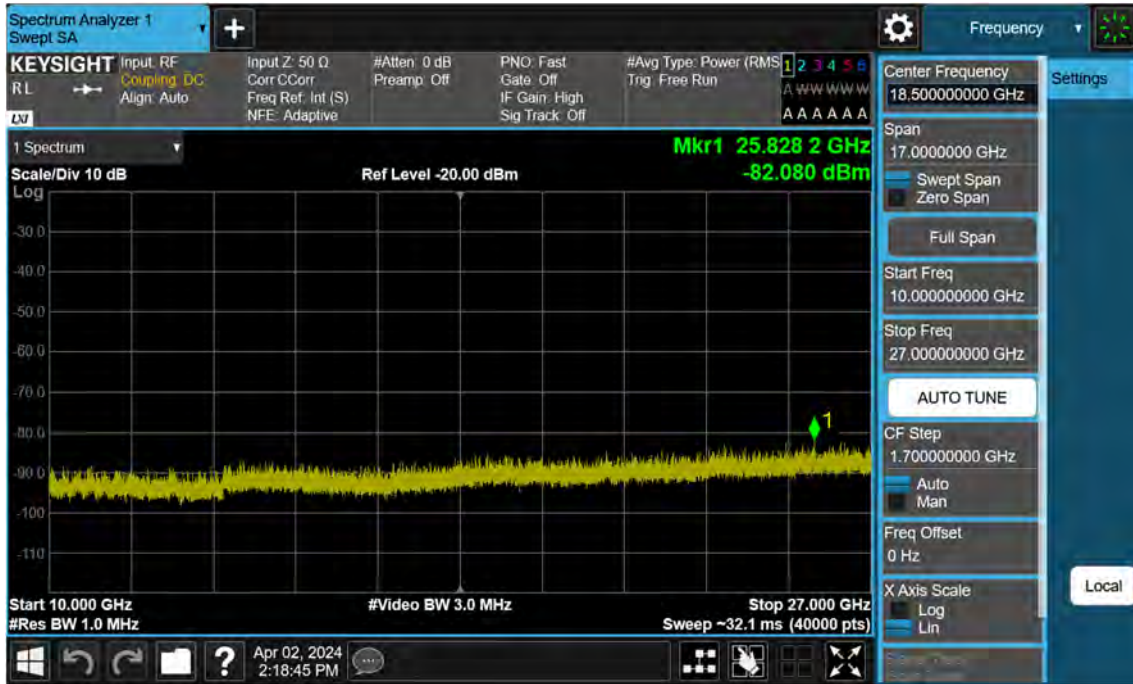 Spectrum Analyzer 1
Swept SA
Frequency
KEYSIGHT
RL
LXI
Input: RF
Coupling: DC
Align: Auto
Input Z: 50 Ω
Corr CCorr
Freq Ref: Int (S)
NFE: Adaptive
#Atten: 0 dB
Preamp: Off
PNO: Fast
Gate: Off
IF Gain: High
Sig Track: Off
#Avg Type: Power (RMS
Trig: Free Run
1 2 3 4 5 6
A W W W W W
A A A A A A
1 Spectrum
Scale/Div 10 dB
Ref Level -20.00 dBm
Mkr1 25.828 2 GHz
-82.080 dBm
Log
-30.0
-40.0
-50.0
-60.0
-70.0
-80.0
-90.0
-100
-110
1
Start 10.000 GHz
#Video BW 3.0 MHz
Stop 27.000 GHz
#Res BW 1.0 MHz
Sweep ~32.1 ms (40000 pts)
Center Frequency
18.500000000 GHz
Span
17.0000000 GHz
Swept Span
Zero Span
Full Span
Start Freq
10.000000000 GHz
Stop Freq
27.000000000 GHz
AUTO TUNE
CF Step
1.700000000 GHz
Auto
Man
Freq Offset
0 Hz
X Axis Scale
Log
Lin
Settings
Local
?
Apr 02, 2024
2:18:45 PM